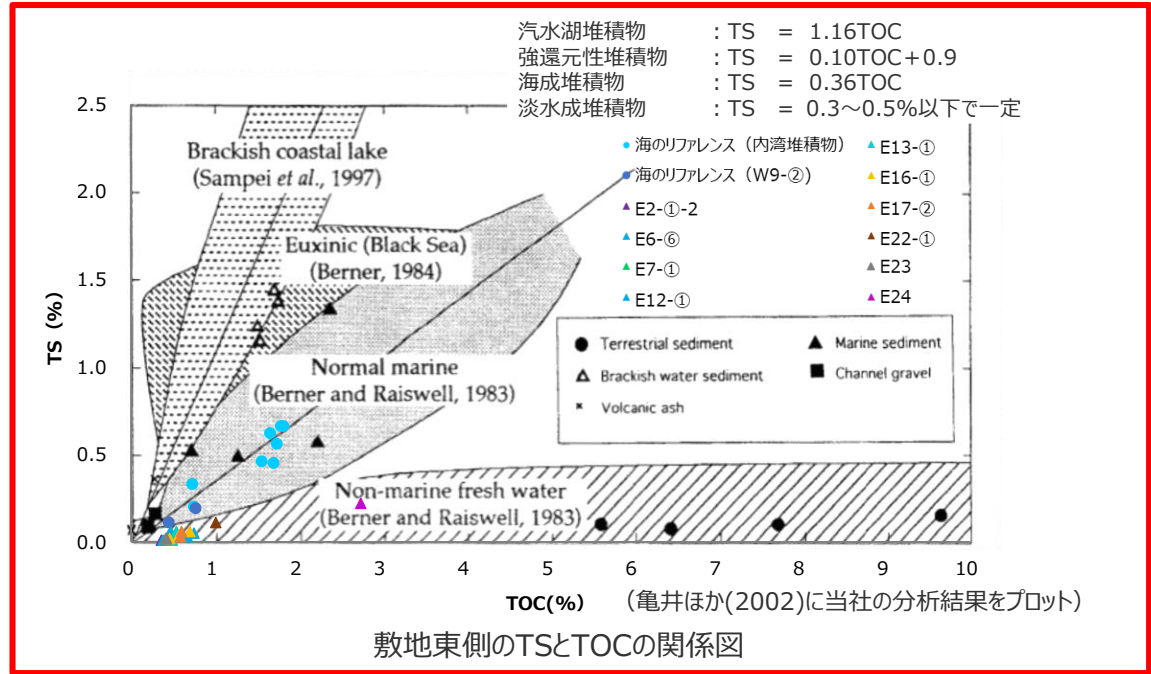 汽水湖堆積物 : TS = 1.16TOC
強還元性堆積物 : TS = 0.10TOC+0.9
海成堆積物 : TS = 0.36TOC
淡水成堆積物 : TS = 0.3~0.5%以下で一定
海のリファレンス(内湾堆積物)
海のリファレンス(W9-②)
E2-①-2
E6-⑥
E7-①
E12-①
E13-①
E16-①
E17-②
E22-①
E23
E24
Brackish coastal lake
(Sampei et al., 1997)
Euxinic (Black Sea)
(Berner, 1984)
Normal marine
(Berner and Raiswell, 1983)
Non-marine fresh water
(Berner and Raiswell, 1983)
Terrestrial sediment
Marine sediment
Brackish water sediment
Channel gravel
Volcanic ash
TS (%)
2.5
2.0
1.5
1.0
0.5
0.0
0 1 2 3 4 5 6 7 8 9 10
TOC(%) (亀井ほか(2002)に当社の分析結果をプロット)
敷地東側のTSとTOCの関係図